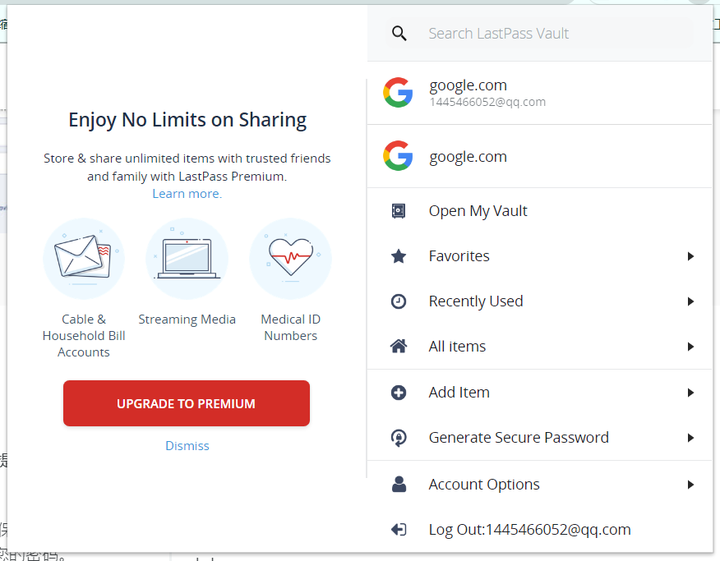 Enjoy No Limits on Sharing
Store & share unlimited items with trusted friends
and family with LastPass Premium.
Learn more.
Cable &
Household Bill
Accounts
Streaming Media
Medical ID
Numbers
UPGRADE TO PREMIUM
Dismiss
Search LastPass Vault
google.com
1445466052@qq.com
google.com
Open My Vault
Favorites
Recently Used
All items
Add Item
Generate Secure Password
Account Options
Log Out:1445466052@qq.com